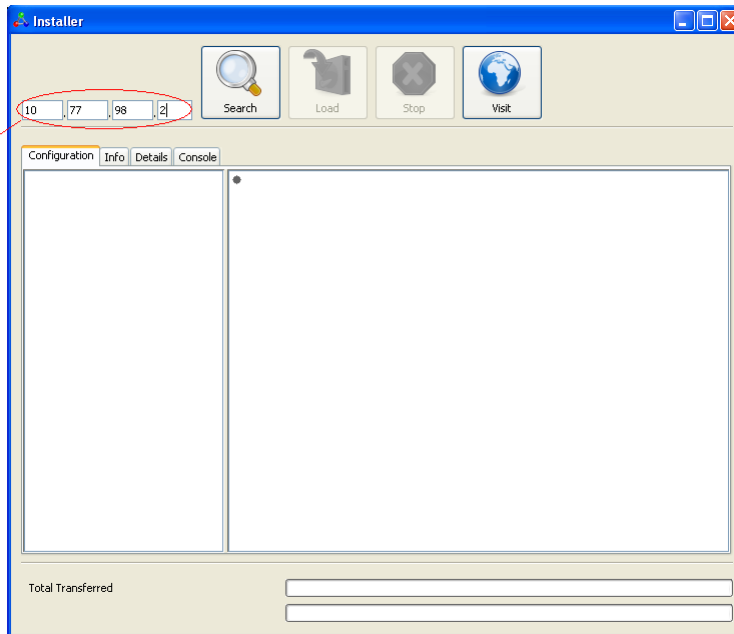 Installer
10 .77 .98 .2
Search Load Stop Visit
Configuration Info Details Console
Total Transferred